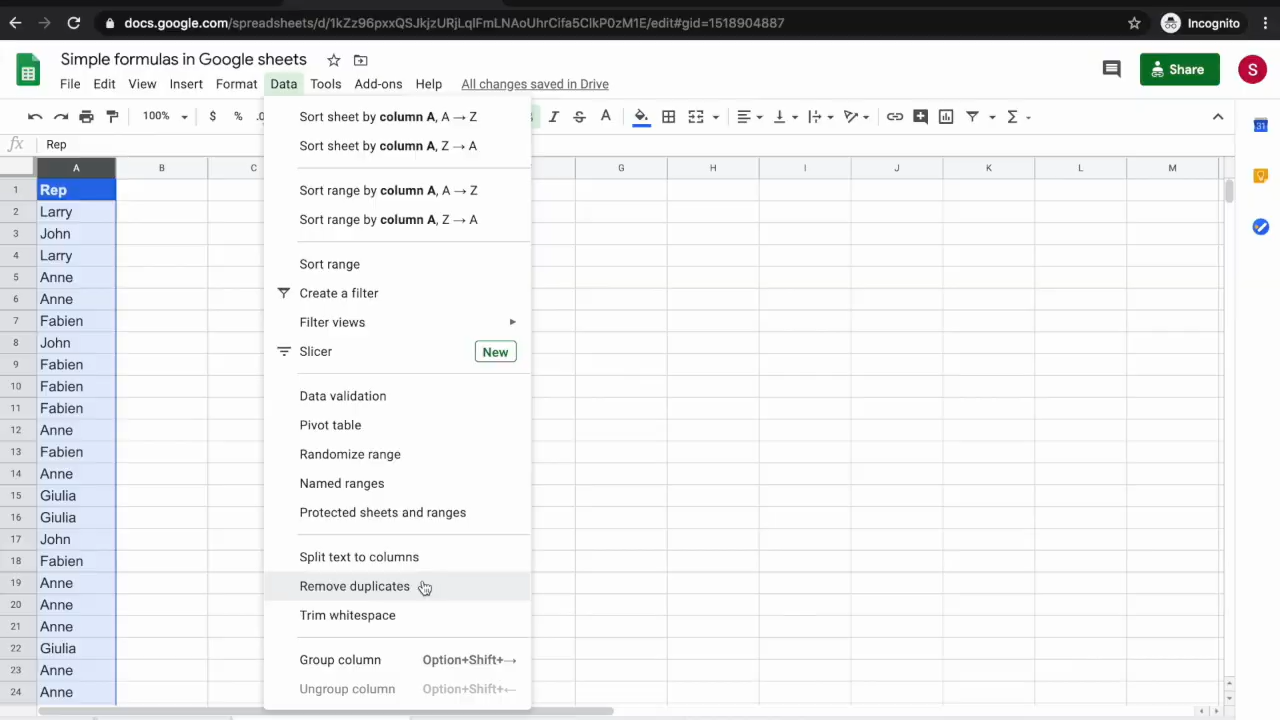 docs.google.com/spreadsheets/d/1kZz96pxxQSJkjzURjLqlFmLNAoUhrClfa5ClkP0zM1E/edit#gid=1518904887
Incognito
Simple formulas in Google sheets
File Edit View Insert Format Data Tools Add-ons Help All changes saved in Drive
Share
S
100%
$ % .0
fx Rep
A B C G H I J K L M
1 Rep
2 Larry
3 John
4 Larry
5 Anne
6 Anne
7 Fabien
8 John
9 Fabien
10 Fabien
11 Fabien
12 Anne
13 Fabien
14 Anne
15 Giulia
16 Giulia
17 John
18 Fabien
19 Anne
20 Anne
21 Anne
22 Giulia
23 Anne
24 Anne
Sort sheet by column A, A → Z
Sort sheet by column A, Z → A
Sort range by column A, A → Z
Sort range by column A, Z → A
Sort range
Create a filter
Filter views
Slicer New
Data validation
Pivot table
Randomize range
Named ranges
Protected sheets and ranges
Split text to columns
Remove duplicates
Trim whitespace
Group column Option+Shift+→
Ungroup column Option+Shift+←
31